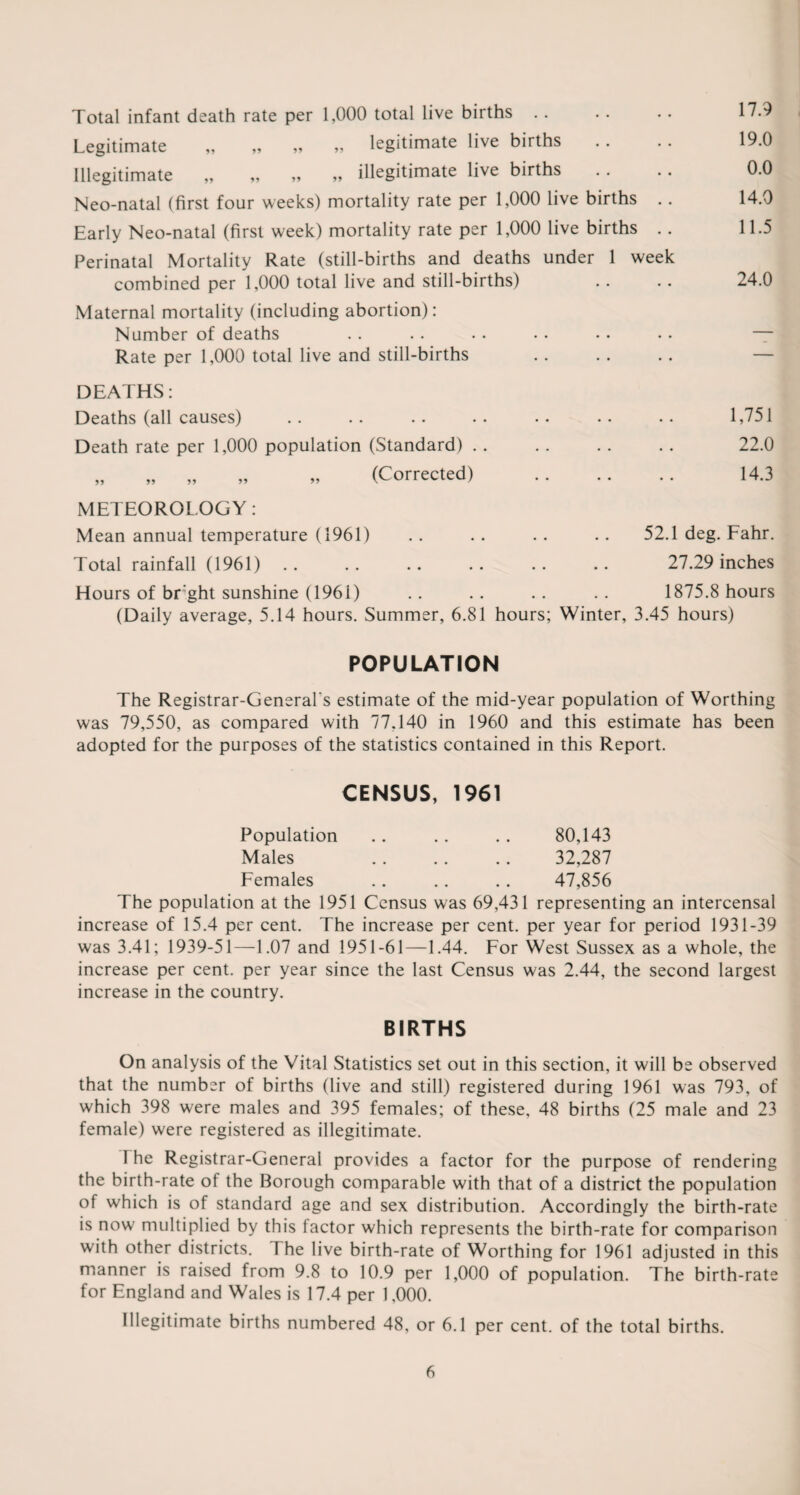 Total infant death rate per 1,000 total live births . . . . . . 17.9
Legitimate „ „ „ „ legitimate live births . . . . 19.0
Illegitimate „ „ „ „ illegitimate live births . . . . 0.0
Neo-natal (first four weeks) mortality rate per 1,000 live births . . 14.0
Early Neo-natal (first week) mortality rate per 1,000 live births . . 11.5
Perinatal Mortality Rate (still-births and deaths under 1 week
combined per 1,000 total live and still-births) . . . . 24.0
Maternal mortality (including abortion):
Number of deaths . . . . . . . . . . . . —
Rate per 1,000 total live and still-births . . . . . . —
DEATHS:
Deaths (all causes) . . . . . . . . . . . . . . 1,751
Death rate per 1,000 population (Standard) . . . . . . . . 22.0
„ „ „ „ „ (Corrected) . . . . . . 14.3
METEOROLOGY:
Mean annual temperature (1961) . . . . . . . . 52.1 deg. Fahr.
Total rainfall (1961) . . . . . . . . . . . . 27.29 inches
Hours of br'ght sunshine (1961) . . . . . . . . 1875.8 hours
(Daily average, 5.14 hours. Summer, 6.81 hours; Winter, 3.45 hours)
POPULATION
The Registrar-General's estimate of the mid-year population of Worthing
was 79,550, as compared with 77,140 in 1960 and this estimate has been
adopted for the purposes of the statistics contained in this Report.
CENSUS, 1961
Population . . . . . . 80,143
Males . . . . . . 32,287
Females . . . . . . 47,856
The population at the 1951 Census was 69,431 representing an intercensal
increase of 15.4 per cent. The increase per cent. per year for period 1931-39
was 3.41; 1939-51—1.07 and 1951-61—1.44. For West Sussex as a whole, the
increase per cent. per year since the last Census was 2.44, the second largest
increase in the country.
BIRTHS
On analysis of the Vital Statistics set out in this section, it will be observed
that the number of births (live and still) registered during 1961 was 793, of
which 398 were males and 395 females; of these, 48 births (25 male and 23
female) were registered as illegitimate.
The Registrar-General provides a factor for the purpose of rendering
the birth-rate of the Borough comparable with that of a district the population
of which is of standard age and sex distribution. Accordingly the birth-rate
is now multiplied by this factor which represents the birth-rate for comparison
with other districts. The live birth-rate of Worthing for 1961 adjusted in this
manner is raised from 9.8 to 10.9 per 1,000 of population. The birth-rate
for England and Wales is 17.4 per 1,000.
Illegitimate births numbered 48, or 6.1 per cent. of the total births.
6